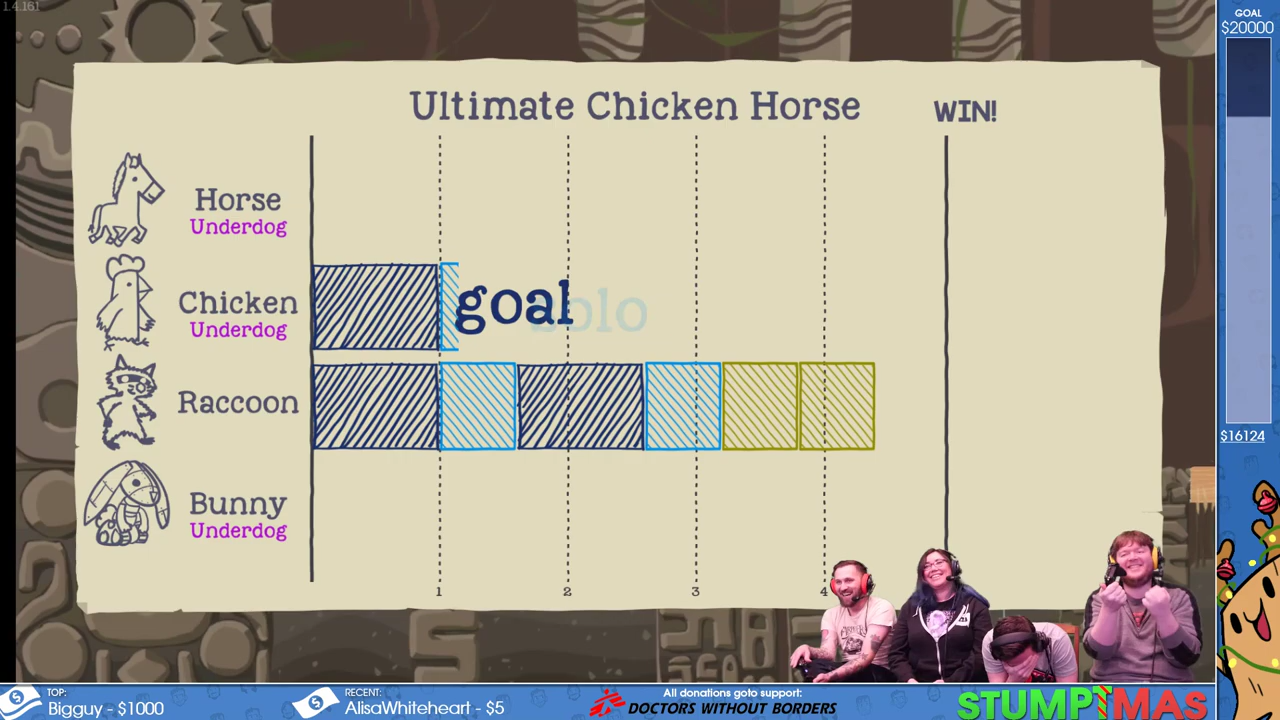 1.4.161
GOAL
$20000
Ultimate Chicken Horse
WIN!
Horse
Underdog
Chicken
Underdog
goal
solo
Raccoon
Bunny
Underdog
1
2
3
4
$16124
TOP:
Bigguy - $1000
RECENT:
AlisaWhiteheart - $5
All donations goto support:
DOCTORS WITHOUT BORDERS
STUMPTMAS